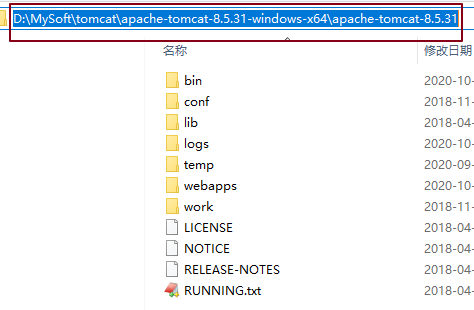 D:\MySoft\tomcat\apache-tomcat-8.5.31-windows-x64\apache-tomcat-8.5.31
名称 修改日期
bin 2020-10-
conf 2018-11-
lib 2018-04-
logs 2020-10-
temp 2020-09-
webapps 2020-10-
work 2018-11-
LICENSE 2018-04-
NOTICE 2018-04-
RELEASE-NOTES 2018-04-
RUNNING.txt 2018-04-